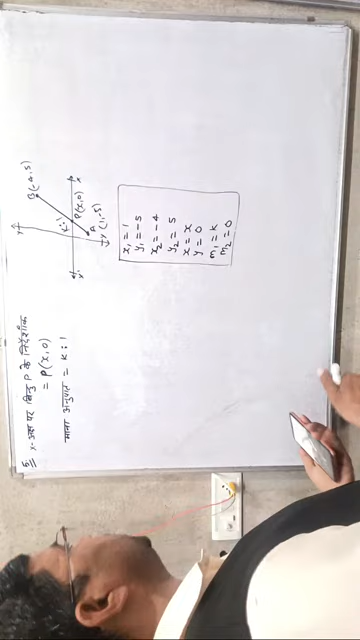 5. x-अक्ष पर बिन्दु P के निर्देशांक
= P(x,0)
माना अनुपात = k:1
y
B(-4,5)
P(x,0)
x'
x
A
(1,-5)
y'
x₁=1
y₁=-5
x₂=-4
y₂=5
x=x
y=0
m₁=k
m₂=0